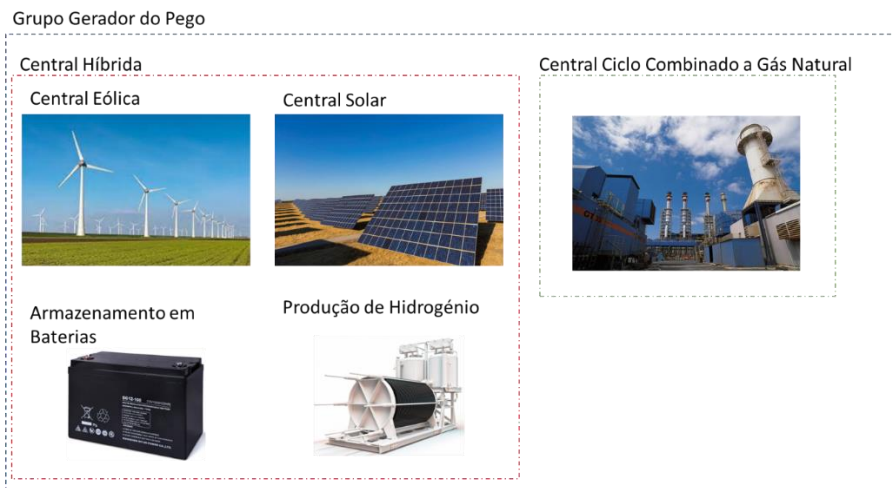 Grupo Gerador do Pego
Central Híbrida
Central Ciclo Combinado a Gás Natural
Central Eólica
Central Solar
Armazenamento em
Baterias
Produção de Hidrogénio